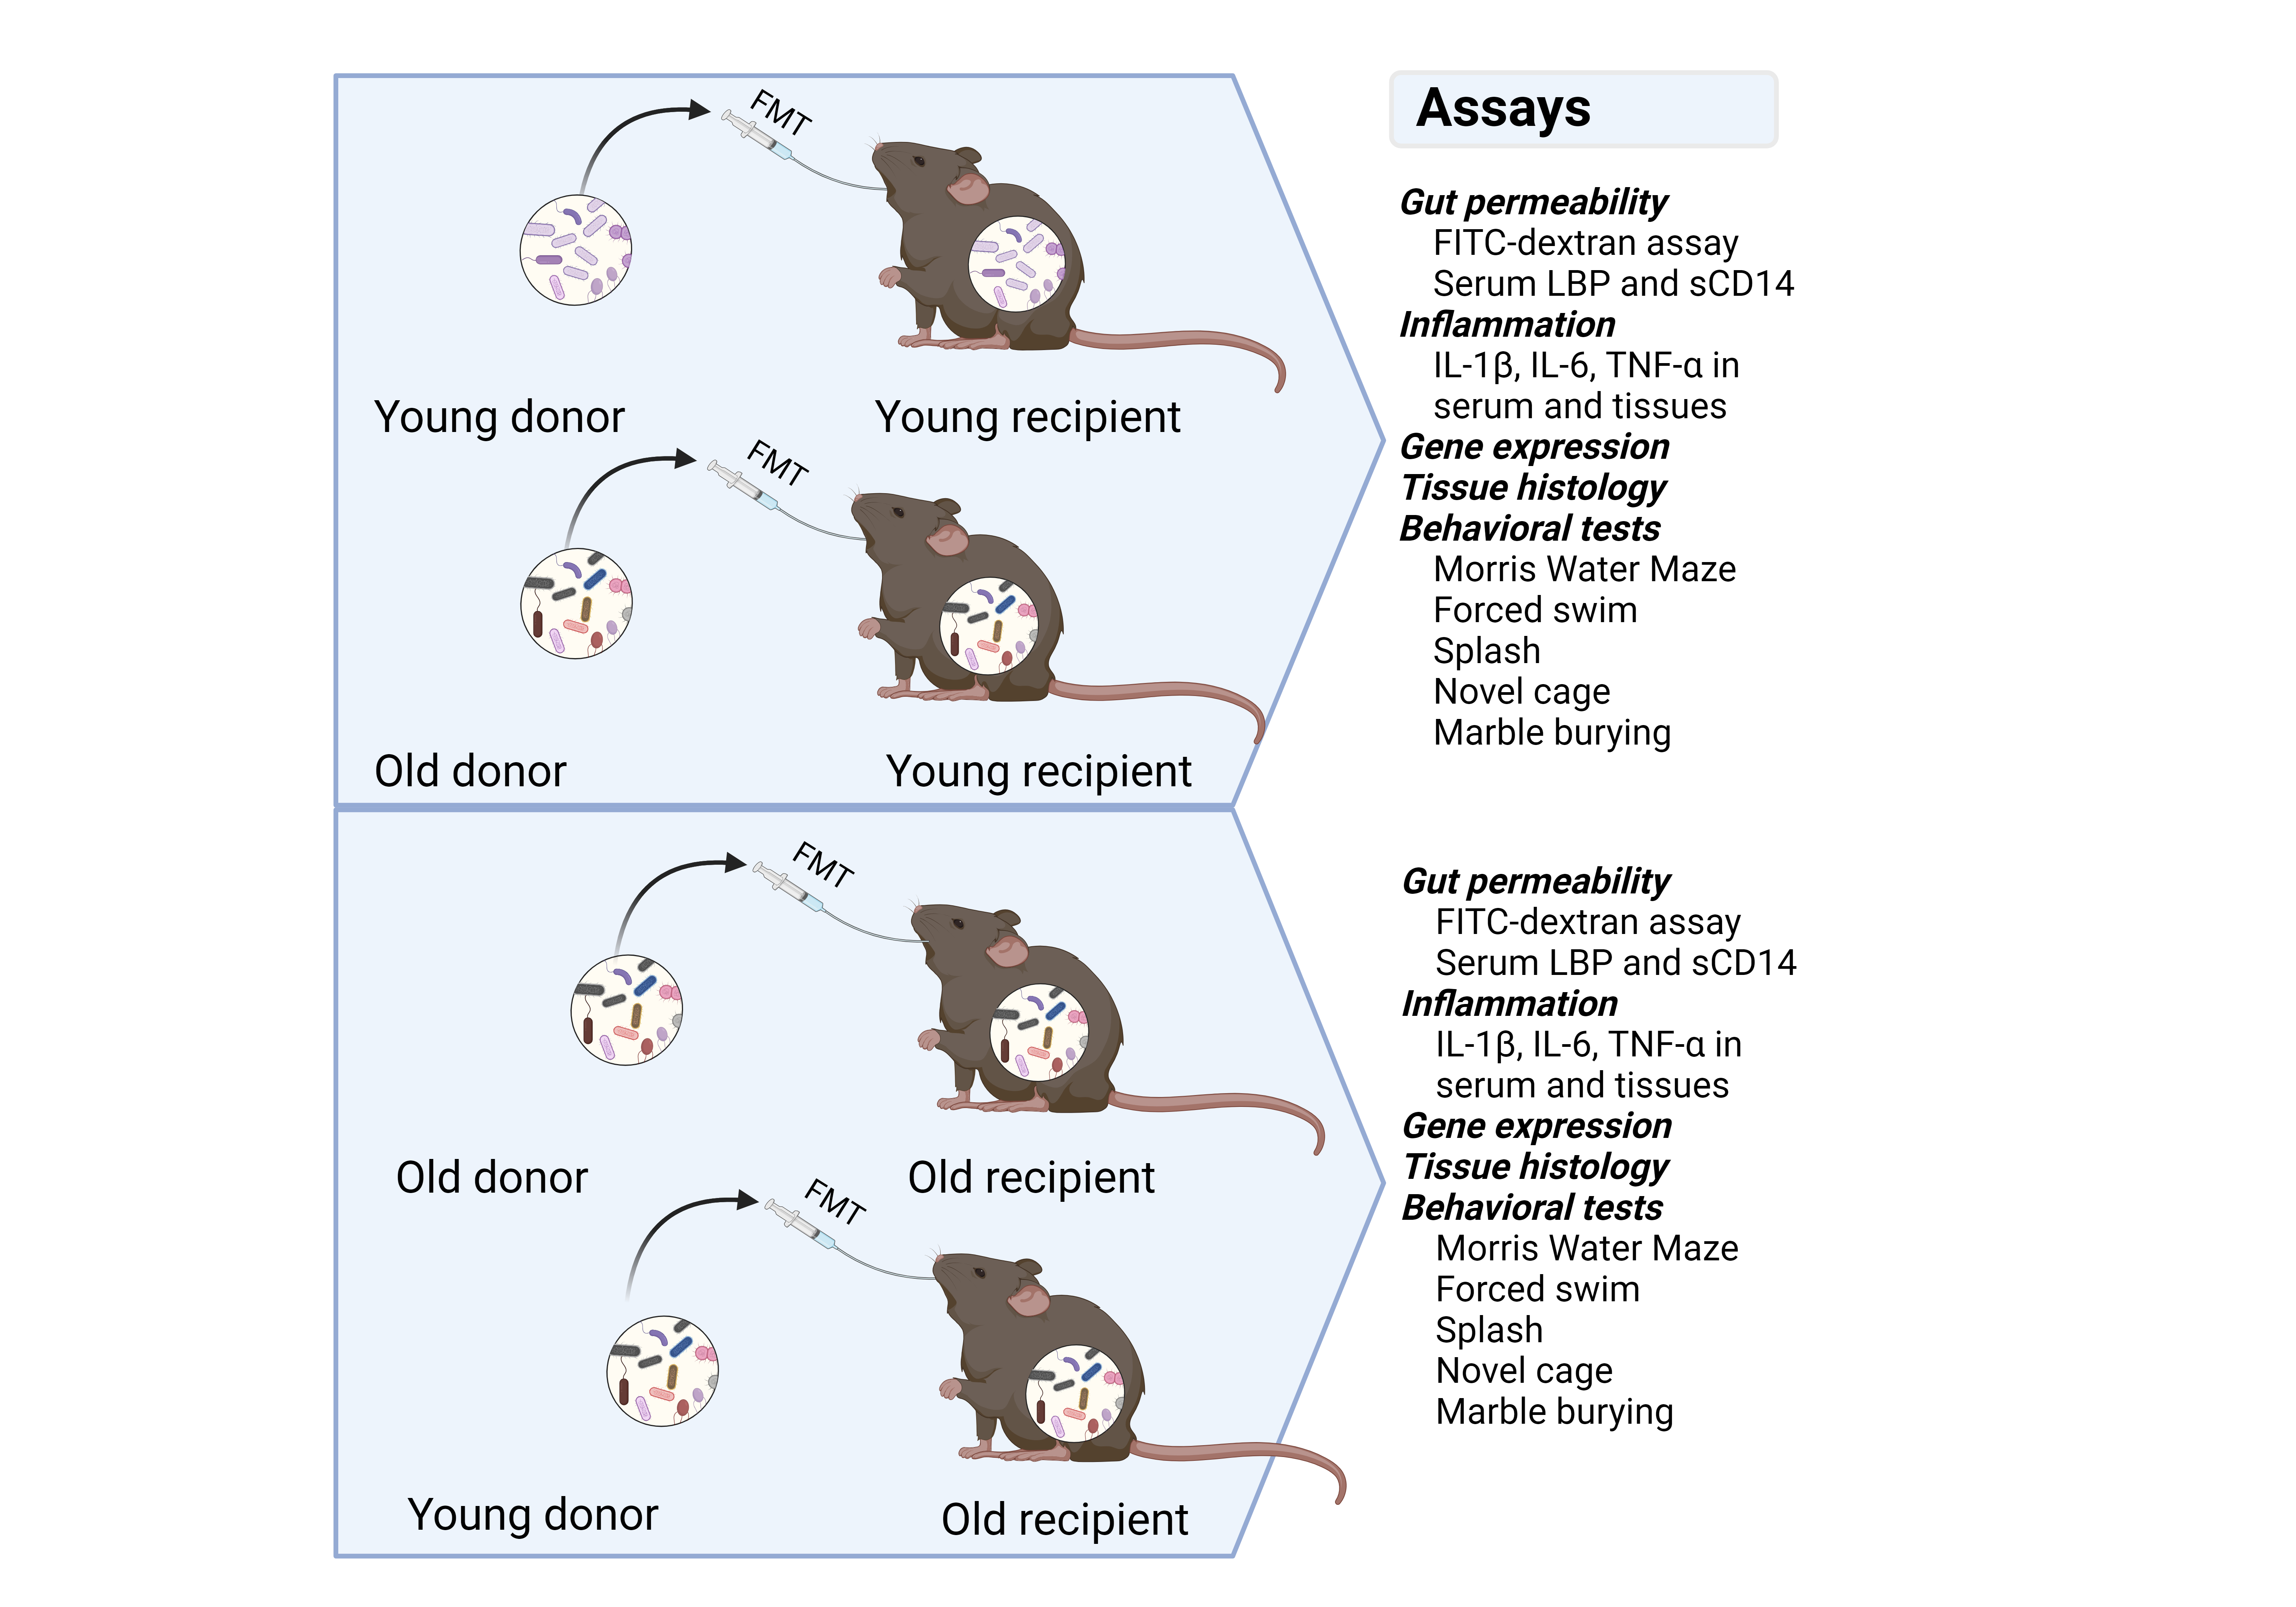 FMT
Young donor
Young recipient
FMT
Old donor
Young recipient
FMT
Old donor
Old recipient
FMT
Young donor
Old recipient
Assays
Gut permeability
FITC-dextran assay
Serum LBP and sCD14
Inflammation
IL-1β, IL-6, TNF-α in
serum and tissues
Gene expression
Tissue histology
Behavioral tests
Morris Water Maze
Forced swim
Splash
Novel cage
Marble burying
Gut permeability
FITC-dextran assay
Serum LBP and sCD14
Inflammation
IL-1β, IL-6, TNF-α in
serum and tissues
Gene expression
Tissue histology
Behavioral tests
Morris Water Maze
Forced swim
Splash
Novel cage
Marble burying